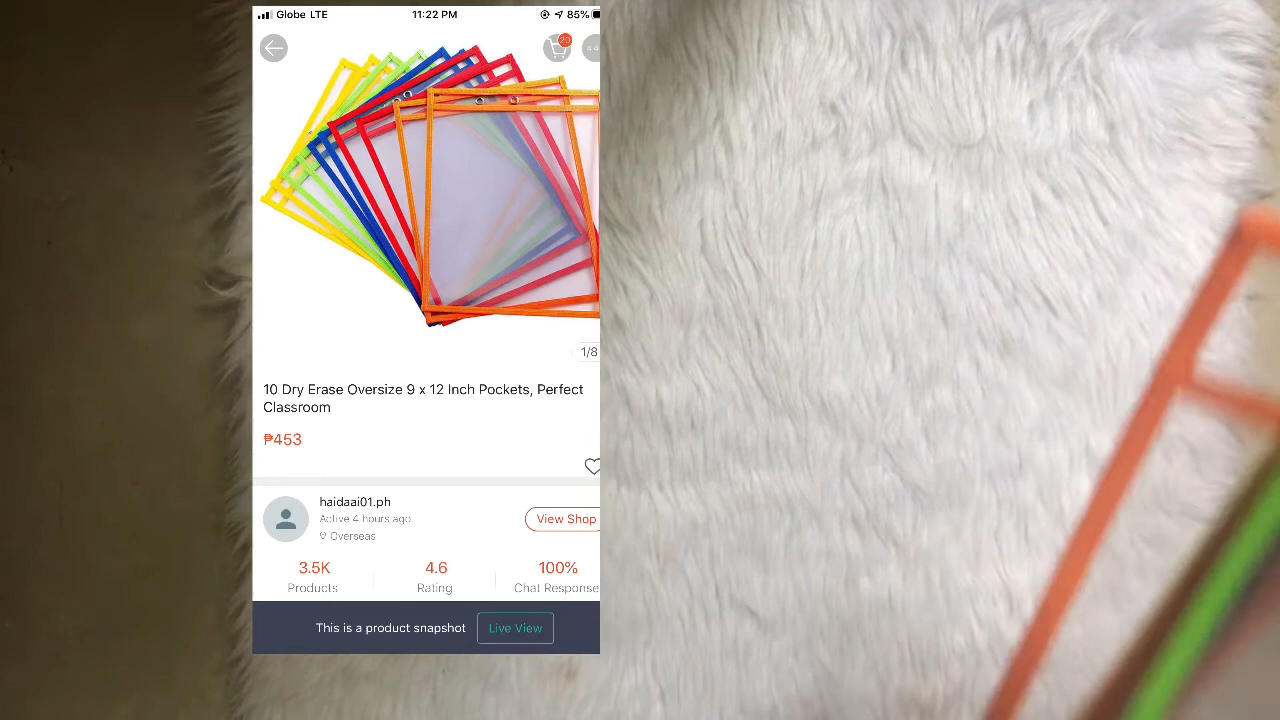 Globe LTE 11:22 PM 85%
20
1/8
10 Dry Erase Oversize 9 x 12 Inch Pockets, Perfect
Classroom
₱453
haidaai01.ph
Active 4 hours ago
Overseas
View Shop
3.5K 4.6 100%
Products Rating Chat Response
This is a product snapshot Live View